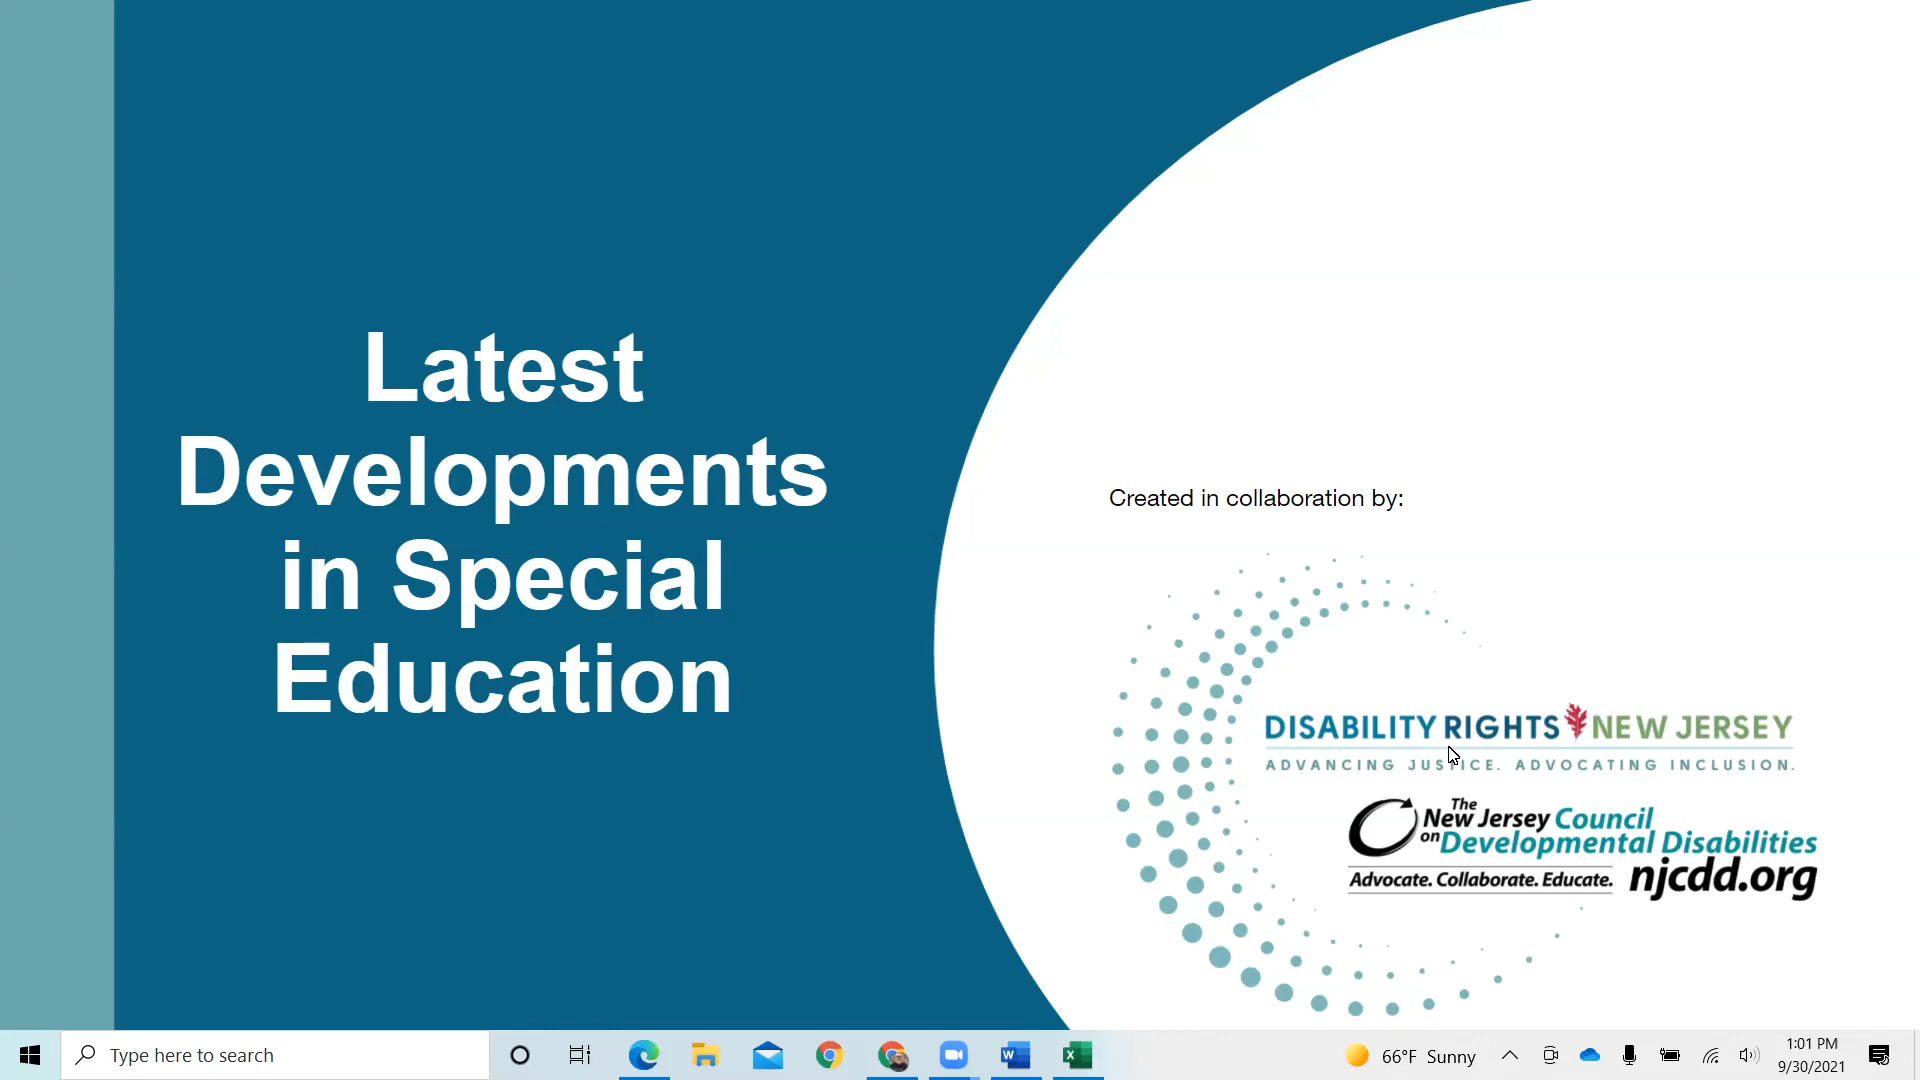 Latest
Developments
in Special
Education
Created in collaboration by:
DISABILITY RIGHTS NEW JERSEY
ADVANCING JUSTICE. ADVOCATING INCLUSION.
The
New Jersey Council
on Developmental Disabilities
Advocate. Collaborate. Educate. njcdd.org
Type here to search
66°F Sunny
1:01 PM
9/30/2021